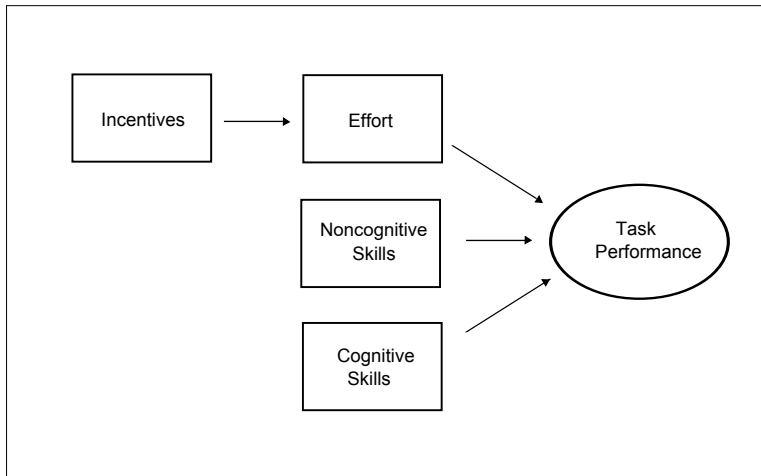 Incentives
Effort
Noncognitive
Skills
Cognitive
Skills
Task
Performance